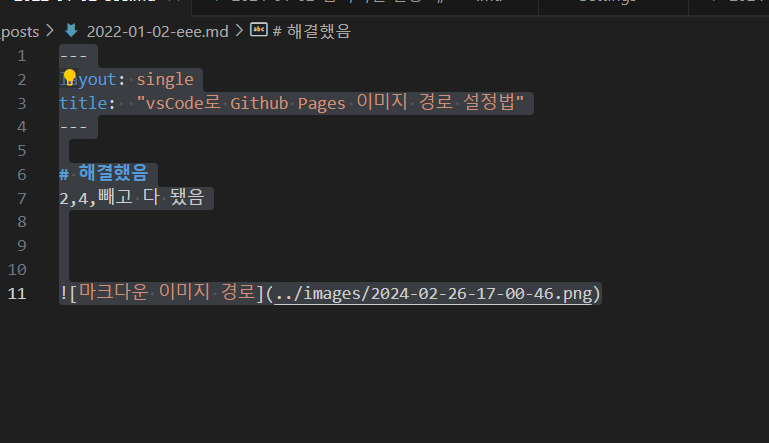 _posts > 2022-01-02-eee.md > # 해결했음
1 ---
2 layout: single
3 title:  "vsCode로 Github Pages 이미지 경로 설정법"
4 ---
5
6 # 해결했음
7 2,4,빼고 다 됐음
8
9
10
11 ![마크다운 이미지 경로](../images/2024-02-26-17-00-46.png)